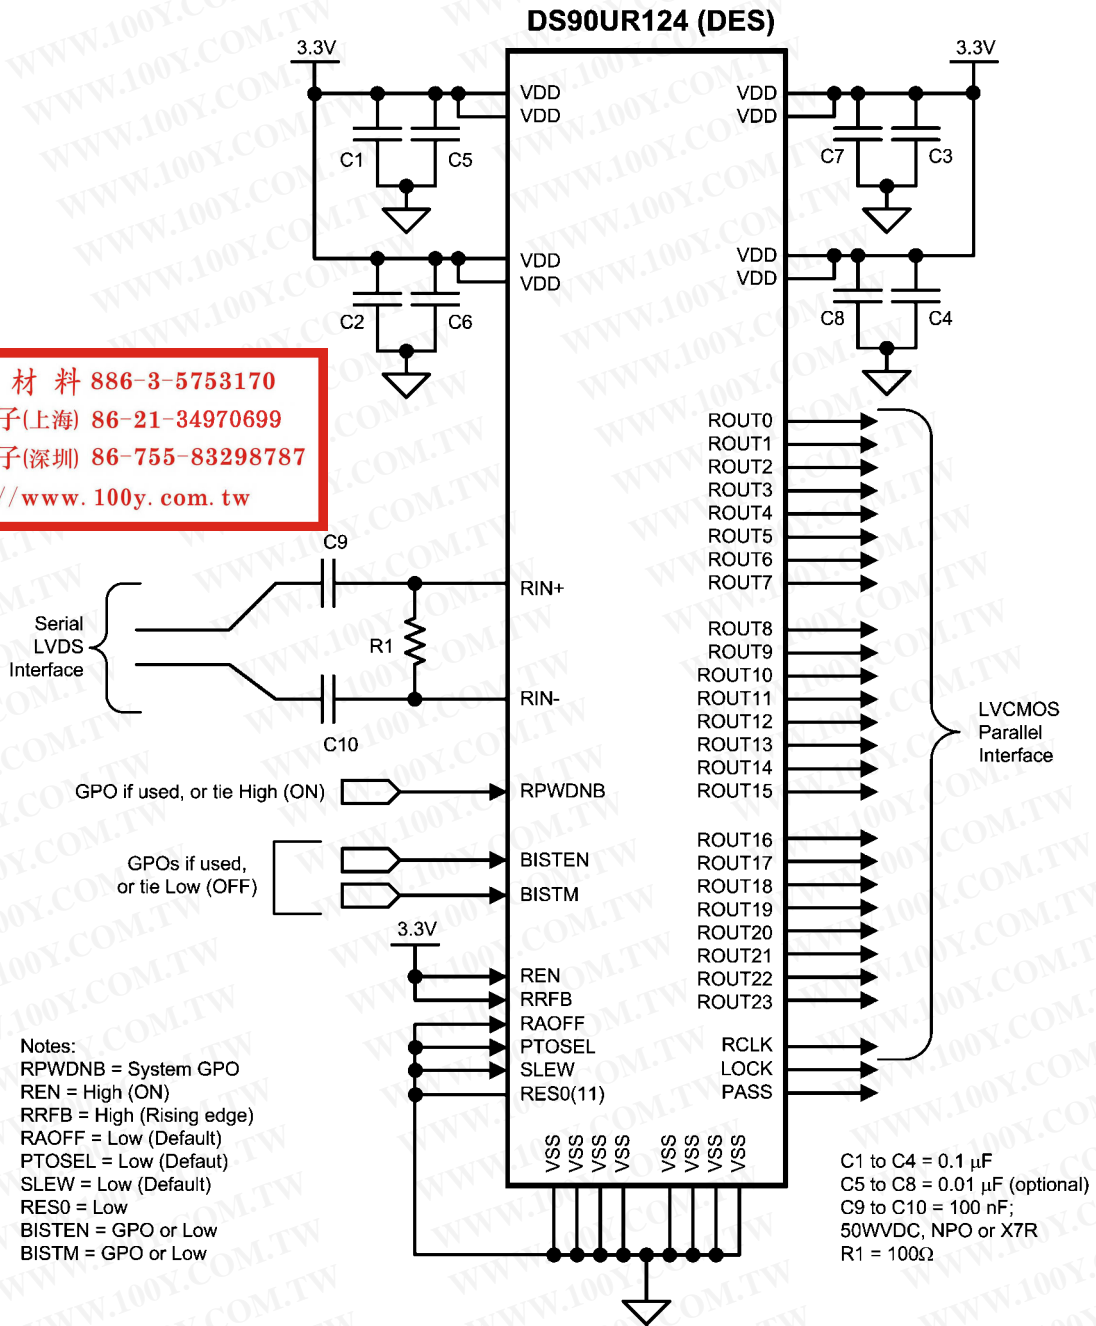 DS90UR124 (DES)
3.3V
3.3V
VDD
VDD
VDD
VDD
C1
C5
C7
C3
VDD
VDD
VDD
VDD
C2
C6
C8
C4
材 料 886-3-5753170
子(上海) 86-21-34970699
子(深圳) 86-755-83298787
//www.100y.com.tw
ROUT0
ROUT1
ROUT2
ROUT3
ROUT4
ROUT5
ROUT6
ROUT7
ROUT8
ROUT9
ROUT10
ROUT11
ROUT12
ROUT13
ROUT14
ROUT15
ROUT16
ROUT17
ROUT18
ROUT19
ROUT20
ROUT21
ROUT22
ROUT23
RCLK
LOCK
PASS
LVCMOS
Parallel
Interface
C9
Serial
LVDS
Interface
R1
C10
RIN+
RIN-
GPO if used, or tie High (ON)
RPWDNB
GPOs if used,
or tie Low (OFF)
BISTEN
BISTM
3.3V
REN
RRFB
RAOFF
PTOSEL
SLEW
RES0(11)
VSS
VSS
VSS
VSS
VSS
VSS
VSS
VSS
Notes:
RPWDNB = System GPO
REN = High (ON)
RRFB = High (Rising edge)
RAOFF = Low (Default)
PTOSEL = Low (Defaut)
SLEW = Low (Default)
RES0 = Low
BISTEN = GPO or Low
BISTM = GPO or Low
C1 to C4 = 0.1 μF
C5 to C8 = 0.01 μF (optional)
C9 to C10 = 100 nF;
50WVDC, NPO or X7R
R1 = 100Ω
WWW.100Y.COM.TW